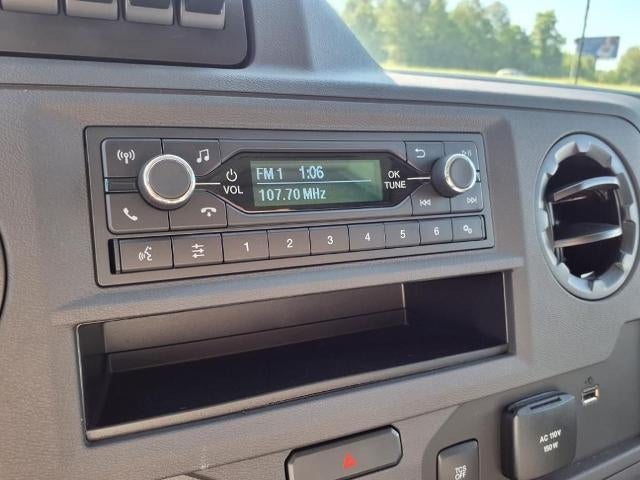 FM 1 1:06
107.70 MHz
VOL
OK
TUNE
1 2 3 4 5 6
AC 110V
150W
TCS
OFF